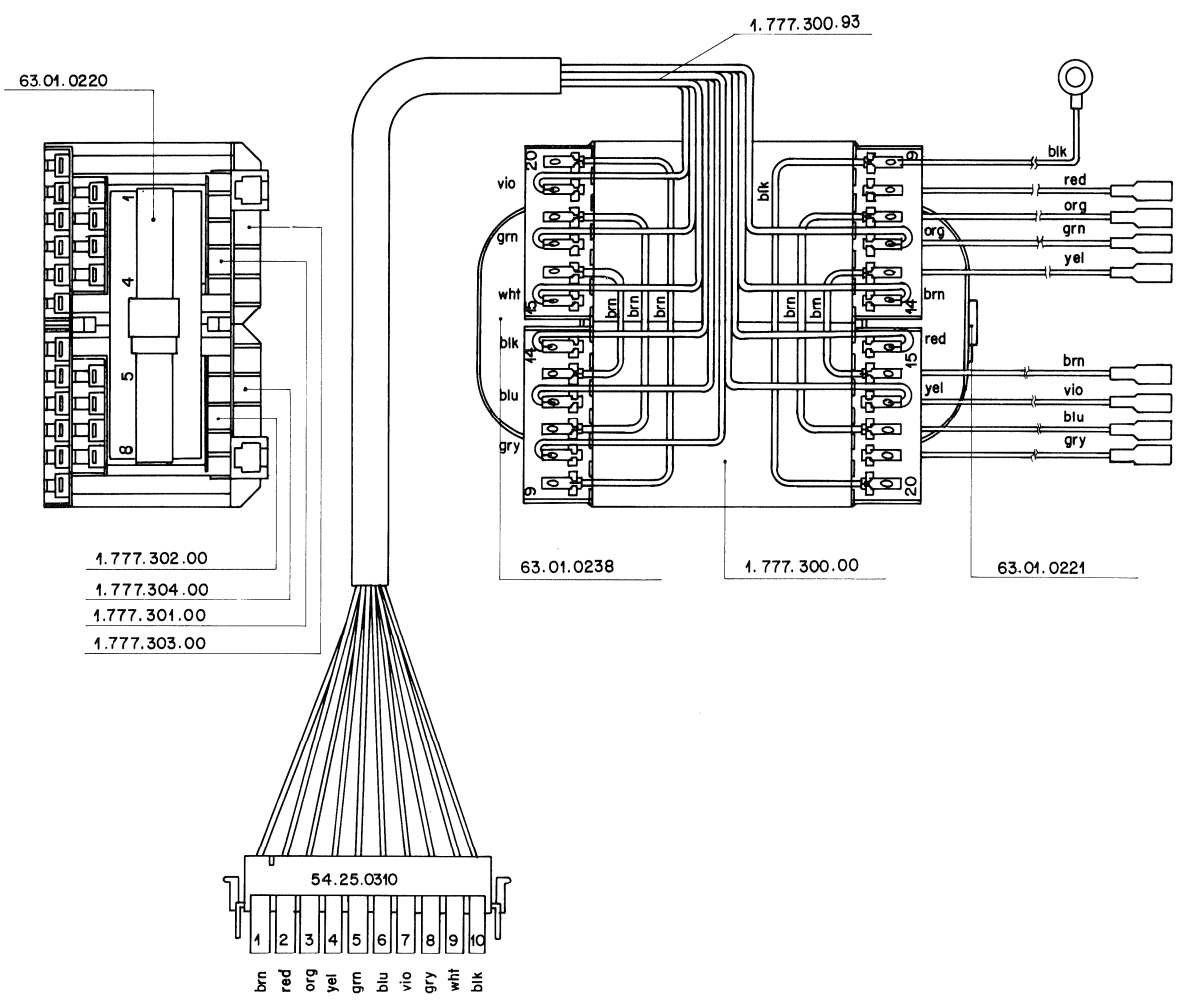 1.777.300.93
63.01.0220
1
4
5
8
1.777.302.00
1.777.304.00
1.777.301.00
1.777.303.00
20
vio
grn
wht
15
blk
14
blu
gry
9
brn
brn
brn
blk
brn
brn
9
org
brn
14
red
15
yel
20
blk
red
org
grn
yel
brn
vio
blu
gry
63.01.0238
1.777.300.00
63.01.0221
54.25.0310
1 2 3 4 5 6 7 8 9 10
brn red org yel grn blu vio gry wht blk